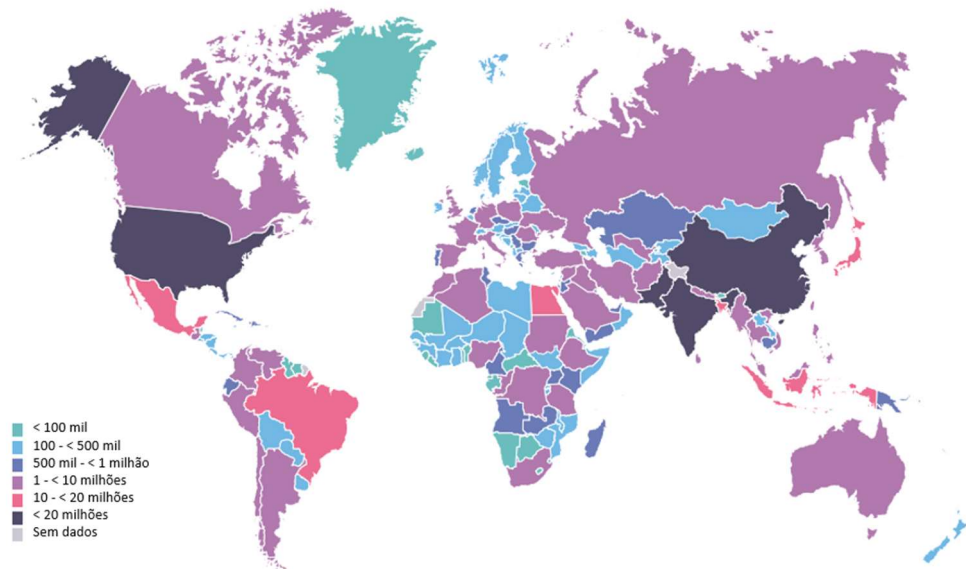 < 100 mil
100 - < 500 mil
500 mil - < 1 milhão
1 - < 10 milhões
10 - < 20 milhões
< 20 milhões
Sem dados